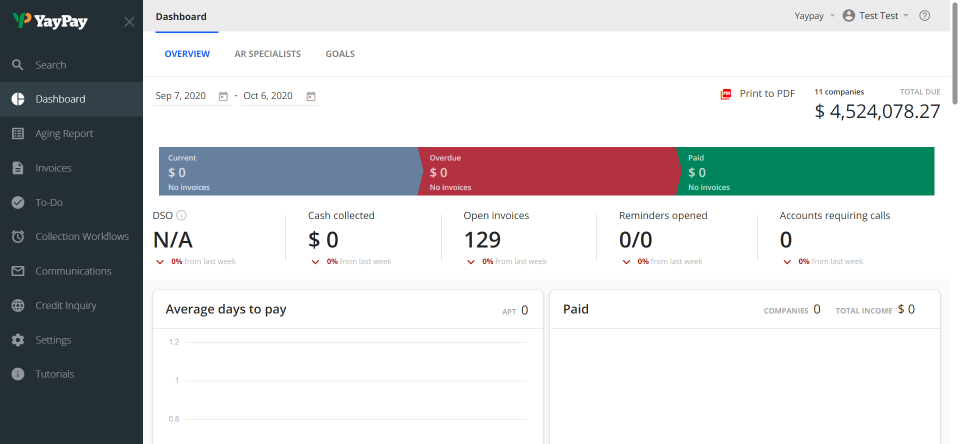 YayPay
Search
Dashboard
Aging Report
Invoices
To-Do
Collection Workflows
Communications
Credit Inquiry
Settings
Tutorials
Dashboard
Yaypay
Test Test
OVERVIEW AR SPECIALISTS GOALS
Sep 7, 2020 - Oct 6, 2020
PDF
Print to PDF
11 companies TOTAL DUE
$ 4,524,078.27
Current
$ 0
No invoices
Overdue
$ 0
No invoices
Paid
$ 0
No invoices
DSO
N/A
0% from last week
Cash collected
$ 0
0% from last week
Open invoices
129
0% from last week
Reminders opened
0/0
0% from last week
Accounts requiring calls
0
0% from last week
Average days to pay APT 0
1.2
1
0.8
Paid COMPANIES 0 TOTAL INCOME $ 0